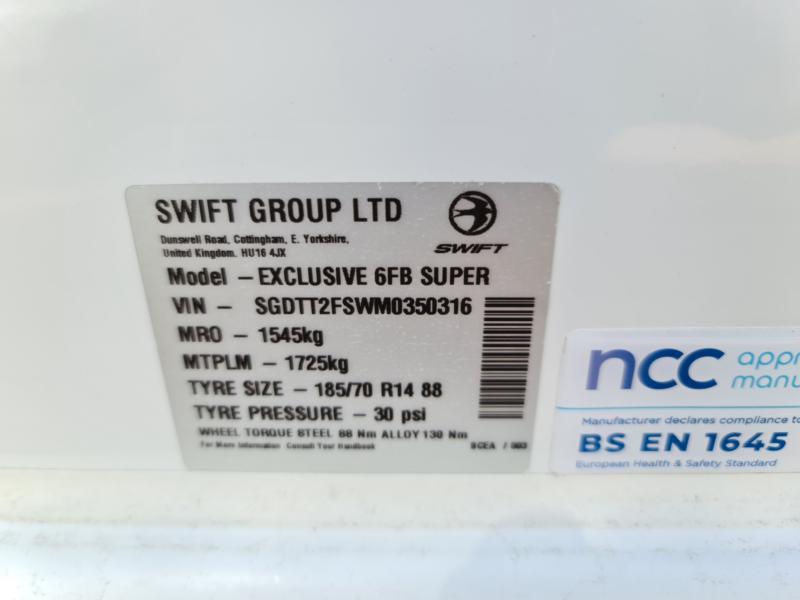 SWIFT GROUP LTD
SWIFT
Dunswell Road, Cottingham, E. Yorkshire,
United Kingdom. HU16 4JX
Model – EXCLUSIVE 6FB SUPER
VIN – SGDTT2FSWM0350316
MRO – 1545kg
MTPLM – 1725kg
TYRE SIZE – 185/70 R14 88
TYRE PRESSURE – 30 psi
WHEEL TORQUE STEEL 88 Nm ALLOY 130 Nm
For More Information Consult Your Handbook
ncc appr
manu
Manufacturer declares compliance to
BS EN 1645
European Health & Safety Standard